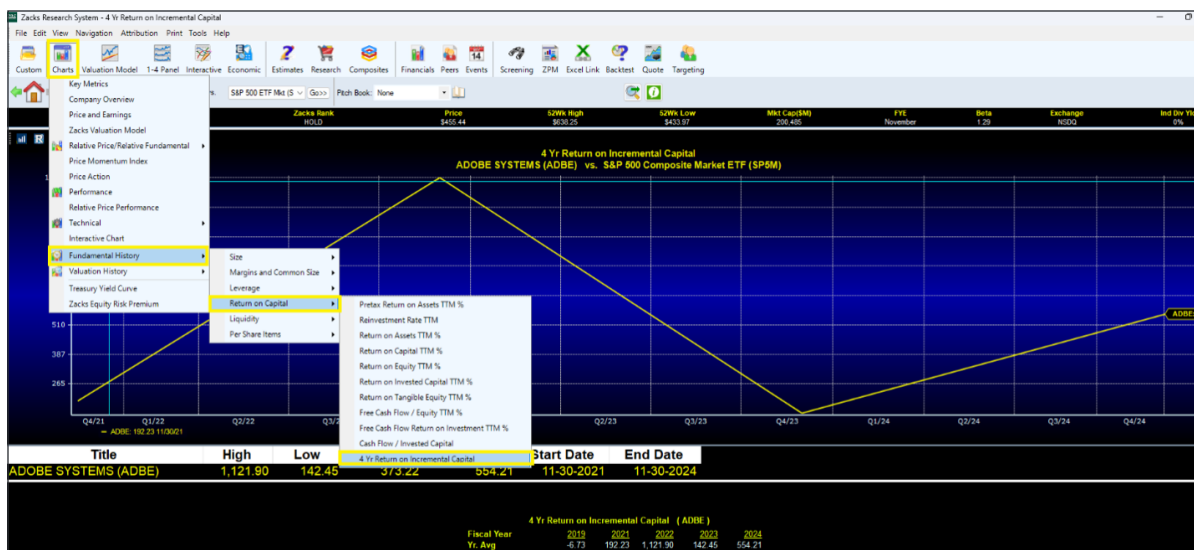 Zacks Research System - 4 Yr Return on Incremental Capital
File Edit View Navigation Attribution Print Tools Help
Custom Charts Valuation Model 1-4 Panel Interactive Economic Estimates Research Composites Financials Peers Events Screening ZPM Excel Link Backtest Quote Targeting
vs. S&P 500 ETF Mkt (S Go>> Pitch Book: None
Zacks Rank Price 52Wk High 52Wk Low Mkt Cap($M) FYE Beta Exchange Ind Div Yld
HOLD $455.44 $638.25 $433.97 200,485 November 1.29 NSDQ 0%
4 Yr Return on Incremental Capital
ADOBE SYSTEMS (ADBE) vs. S&P 500 Composite Market ETF (SP5M)
Key Metrics
Company Overview
Price and Earnings
Zacks Valuation Model
Relative Price/Relative Fundamental
Price Momentum Index
Price Action
Performance
Relative Price Performance
Technical
Interactive Chart
Fundamental History
Valuation History
Treasury Yield Curve
Zacks Equity Risk Premium
Size
Margins and Common Size
Leverage
Return on Capital
Liquidity
Per Share Items
Pretax Return on Assets TTM %
Reinvestment Rate TTM
Return on Assets TTM %
Return on Capital TTM %
Return on Equity TTM %
Return on Invested Capital TTM %
Return on Tangible Equity TTM %
Free Cash Flow / Equity TTM %
Free Cash Flow Return on Investment TTM %
Cash Flow / Invested Capital
4 Yr Return on Incremental Capital
510
387
265
ADBE:
Q4/21 Q1/22 Q2/22 Q3/2 Q2/23 Q3/23 Q4/23 Q1/24 Q2/24 Q3/24 Q4/24
ADBE: 192.23 11/30/21
Title High Low Start Date End Date
ADOBE SYSTEMS (ADBE) 1,121.90 142.45 373.22 554.21 11-30-2021 11-30-2024
4 Yr Return on Incremental Capital ( ADBE )
Fiscal Year 2019 2021 2022 2023 2024
Yr. Avg -6.73 192.23 1,121.90 142.45 554.21